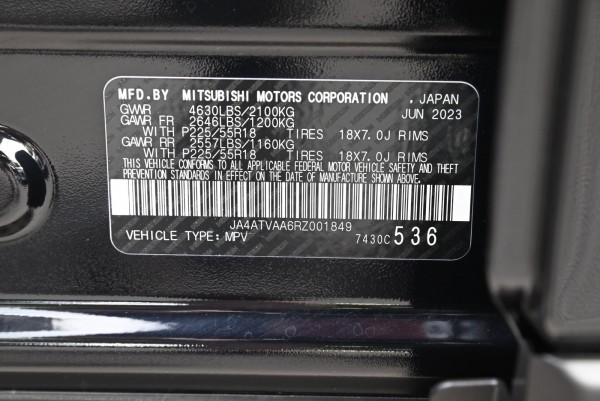 MFD.BY MITSUBISHI MOTORS CORPORATION , JAPAN
GWWR 4630LBS/2100KG JUN 2023
GAWR FR 2646LBS/1200KG
WITH P225/55R18 TIRES 18X7.0J RIMS
GAWR RR 2557LBS/1160KG
WITH P225/55R18 TIRES 18X7.0J RIMS
THIS VEHICLE CONFORMS TO ALL APPLICABLE FEDERAL MOTOR VEHICLE SAFETY AND THEFT
PREVENTION STANDARDS IN EFFECT ON THE DATE OF MANUFACTURE SHOWN ABOVE.
JA4ATVAA6RZ001849
VEHICLE TYPE: MPV 7430C 536